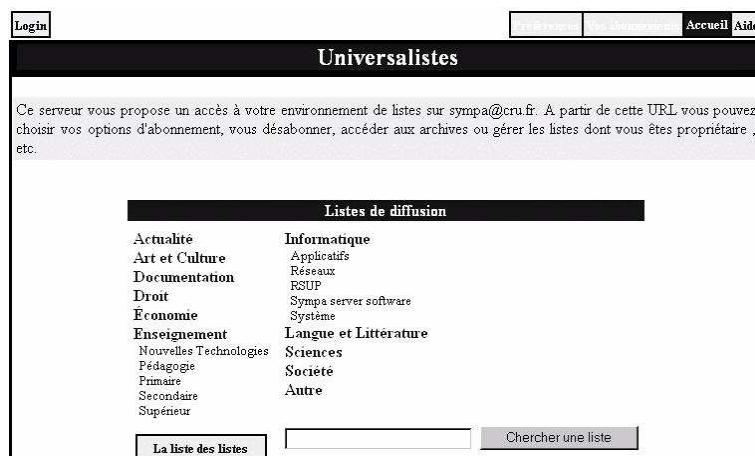 Login
Préférences Vos abonnements Accueil Aide
Universalistes
Ce serveur vous propose un accès à votre environnement de listes sur sympa@cru.fr. A partir de cette URL vous pouvez
choisir vos options d'abonnement, vous désabonner, accéder aux archives ou gérer les listes dont vous êtes propriétaire ,
etc.
Listes de diffusion
Actualité
Art et Culture
Documentation
Droit
Économie
Enseignement
Nouvelles Technologies
Pédagogie
Primaire
Secondaire
Supérieur
Informatique
Applicatifs
Réseaux
RSUP
Sympa server software
Système
Langue et Littérature
Sciences
Société
Autre
La liste des listes
Chercher une liste